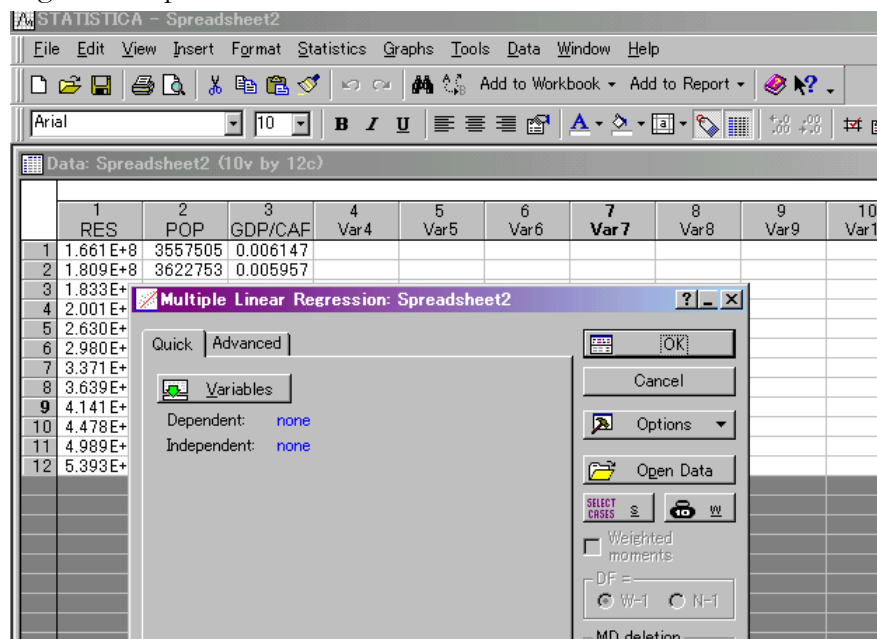 STATISTICA - Spreadsheet2
File Edit View Insert Format Statistics Graphs Tools Data Window Help
Add to Workbook Add to Report
Arial 10 B I U A
Data: Spreadsheet2 (10v by 12c)
1 2 3 4 5 6 7 8 9 10
RES POP GDP/CAF Var4 Var5 Var6 Var7 Var8 Var9 Var1
1 1.661E+8 3557505 0.006147
2 1.809E+8 3622753 0.005957
3 1.833E+
4 2.001E+
5 2.630E+
6 2.980E+
7 3.371E+
8 3.639E+
9 4.141E+
10 4.478E+
11 4.989E+
12 5.393E+
Multiple Linear Regression: Spreadsheet2
Quick Advanced
Variables
Dependent: none
Independent: none
OK
Cancel
Options
Open Data
SELECT CASES S W
Weighted
moments
DF =
W-1 N-1
MD deletion